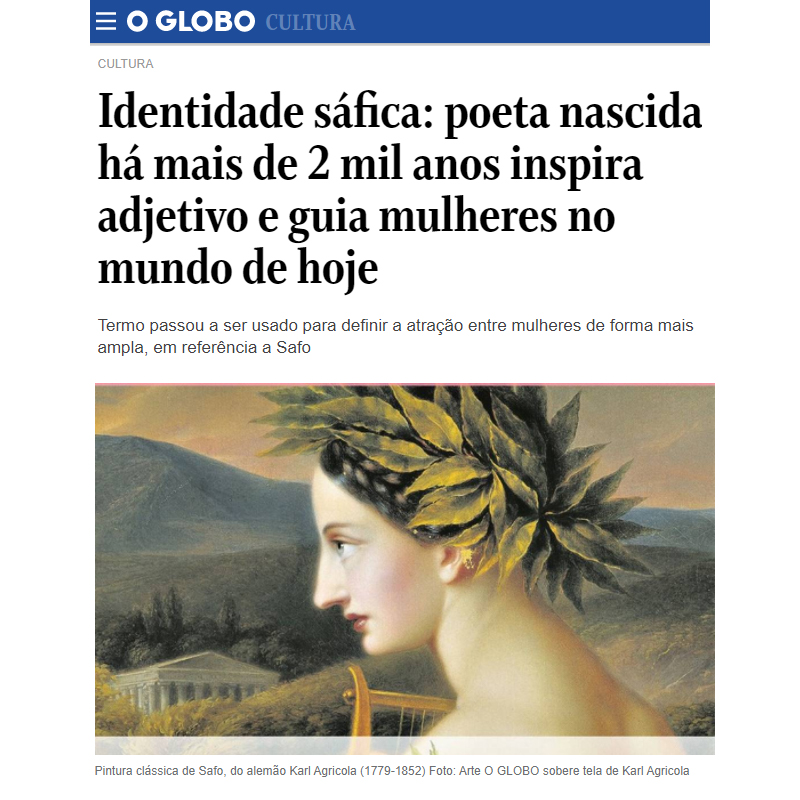 O GLOBO CULTURA
CULTURA
Identidade sáfica: poeta nascida
há mais de 2 mil anos inspira
adjetivo e guia mulheres no
mundo de hoje
Termo passou a ser usado para definir a atração entre mulheres de forma mais
ampla, em referência a Safo
Pintura clássica de Safo, do alemão Karl Agricola (1779-1852) Foto: Arte O GLOBO sobere tela de Karl Agricola